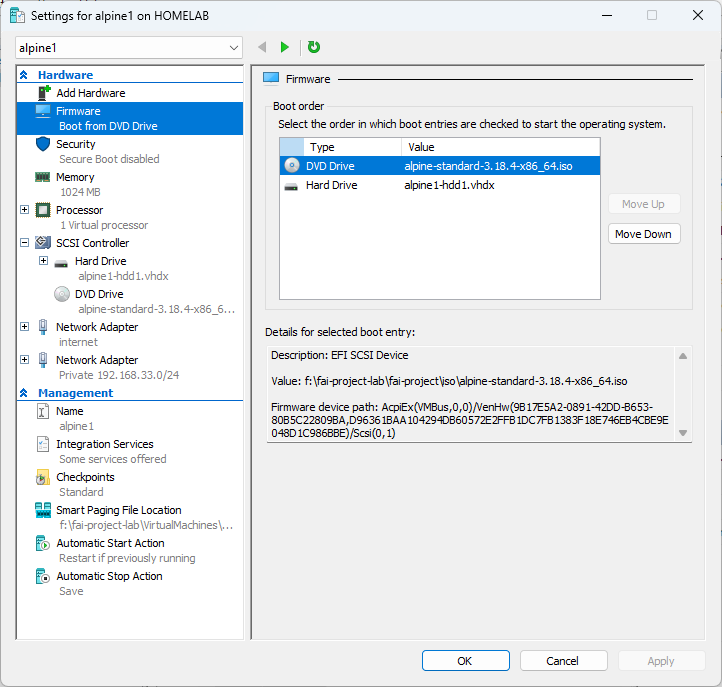 Settings for alpine1 on HOMELAB
alpine1
Hardware
Add Hardware
Firmware
Boot from DVD Drive
Security
Secure Boot disabled
Memory
1024 MB
Processor
1 Virtual processor
SCSI Controller
Hard Drive
alpine1-hdd1.vhdx
DVD Drive
alpine-standard-3.18.4-x86_6...
Network Adapter
internet
Network Adapter
Private 192.168.33.0/24
Management
Name
alpine1
Integration Services
Some services offered
Checkpoints
Standard
Smart Paging File Location
f:\fai-project-lab\VirtualMachines\...
Automatic Start Action
Restart if previously running
Automatic Stop Action
Save
Firmware
Boot order
Select the order in which boot entries are checked to start the operating system.
Type Value
DVD Drive alpine-standard-3.18.4-x86_64.iso
Hard Drive alpine1-hdd1.vhdx
Move Up
Move Down
Details for selected boot entry:
Description: EFI SCSI Device
Value: f:\fai-project-lab\fai-project\iso\alpine-standard-3.18.4-x86_64.iso
Firmware device path: AcpiEx(VMBus,0,0)/VenHw(9B17E5A2-0891-42DD-B653-
80B5C22809BA,D96361BAA104294DB60572E2FFB1DC7FB1383F18E746EB4CBE9E
048D1C986BBE)/Scsi(0,1)
OK Cancel Apply